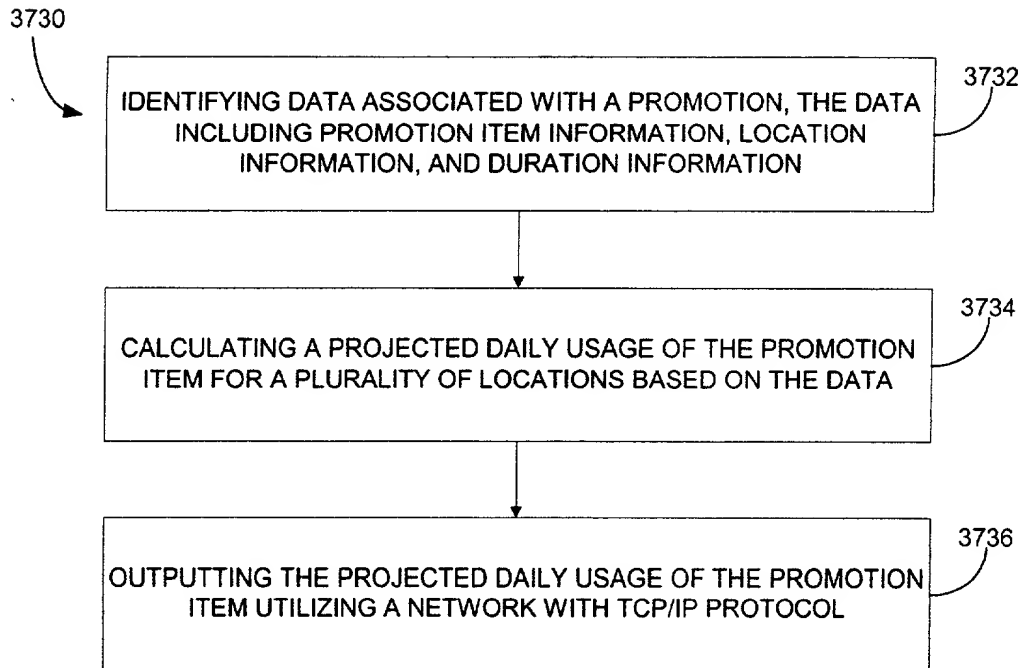 3730
3732
IDENTIFYING DATA ASSOCIATED WITH A PROMOTION, THE DATA
INCLUDING PROMOTION ITEM INFORMATION, LOCATION
INFORMATION, AND DURATION INFORMATION
3734
CALCULATING A PROJECTED DAILY USAGE OF THE PROMOTION
ITEM FOR A PLURALITY OF LOCATIONS BASED ON THE DATA
3736
OUTPUTTING THE PROJECTED DAILY USAGE OF THE PROMOTION
ITEM UTILIZING A NETWORK WITH TCP/IP PROTOCOL